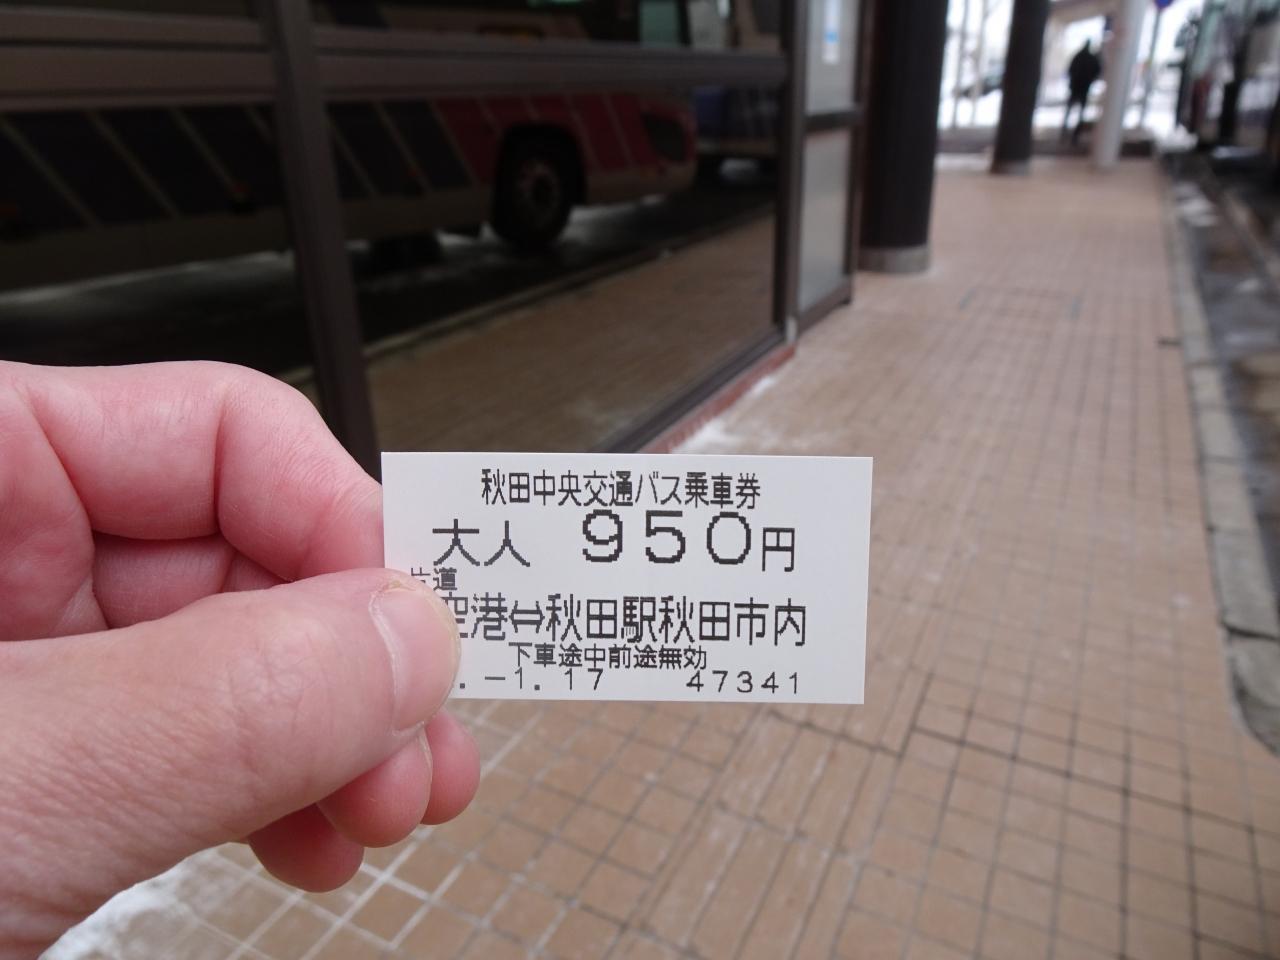 秋田中央交通バス乗車券
大人 950円
片道
空港⇔秋田駅秋田市内
下車途中前途無効
.-1.17 47341